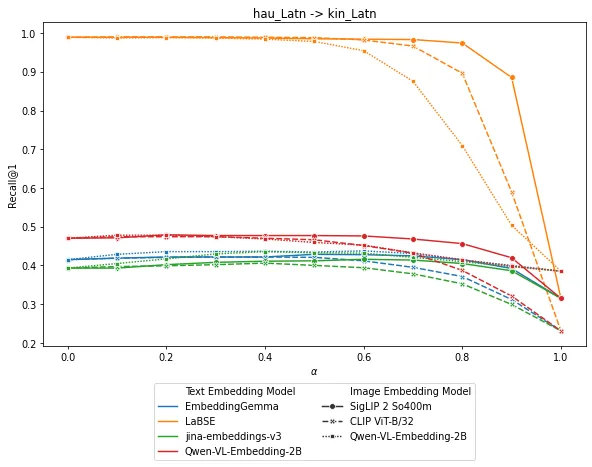 hau_Latn -> kin_Latn
1.0
0.9
0.8
0.7
0.6
0.5
0.4
0.3
0.2
Recall@1
0.0 0.2 0.4 0.6 0.8 1.0
α
Text Embedding Model Image Embedding Model
EmbeddingGemma SigLIP 2 So400m
LaBSE CLIP ViT-B/32
jina-embeddings-v3 Qwen-VL-Embedding-2B
Qwen-VL-Embedding-2B